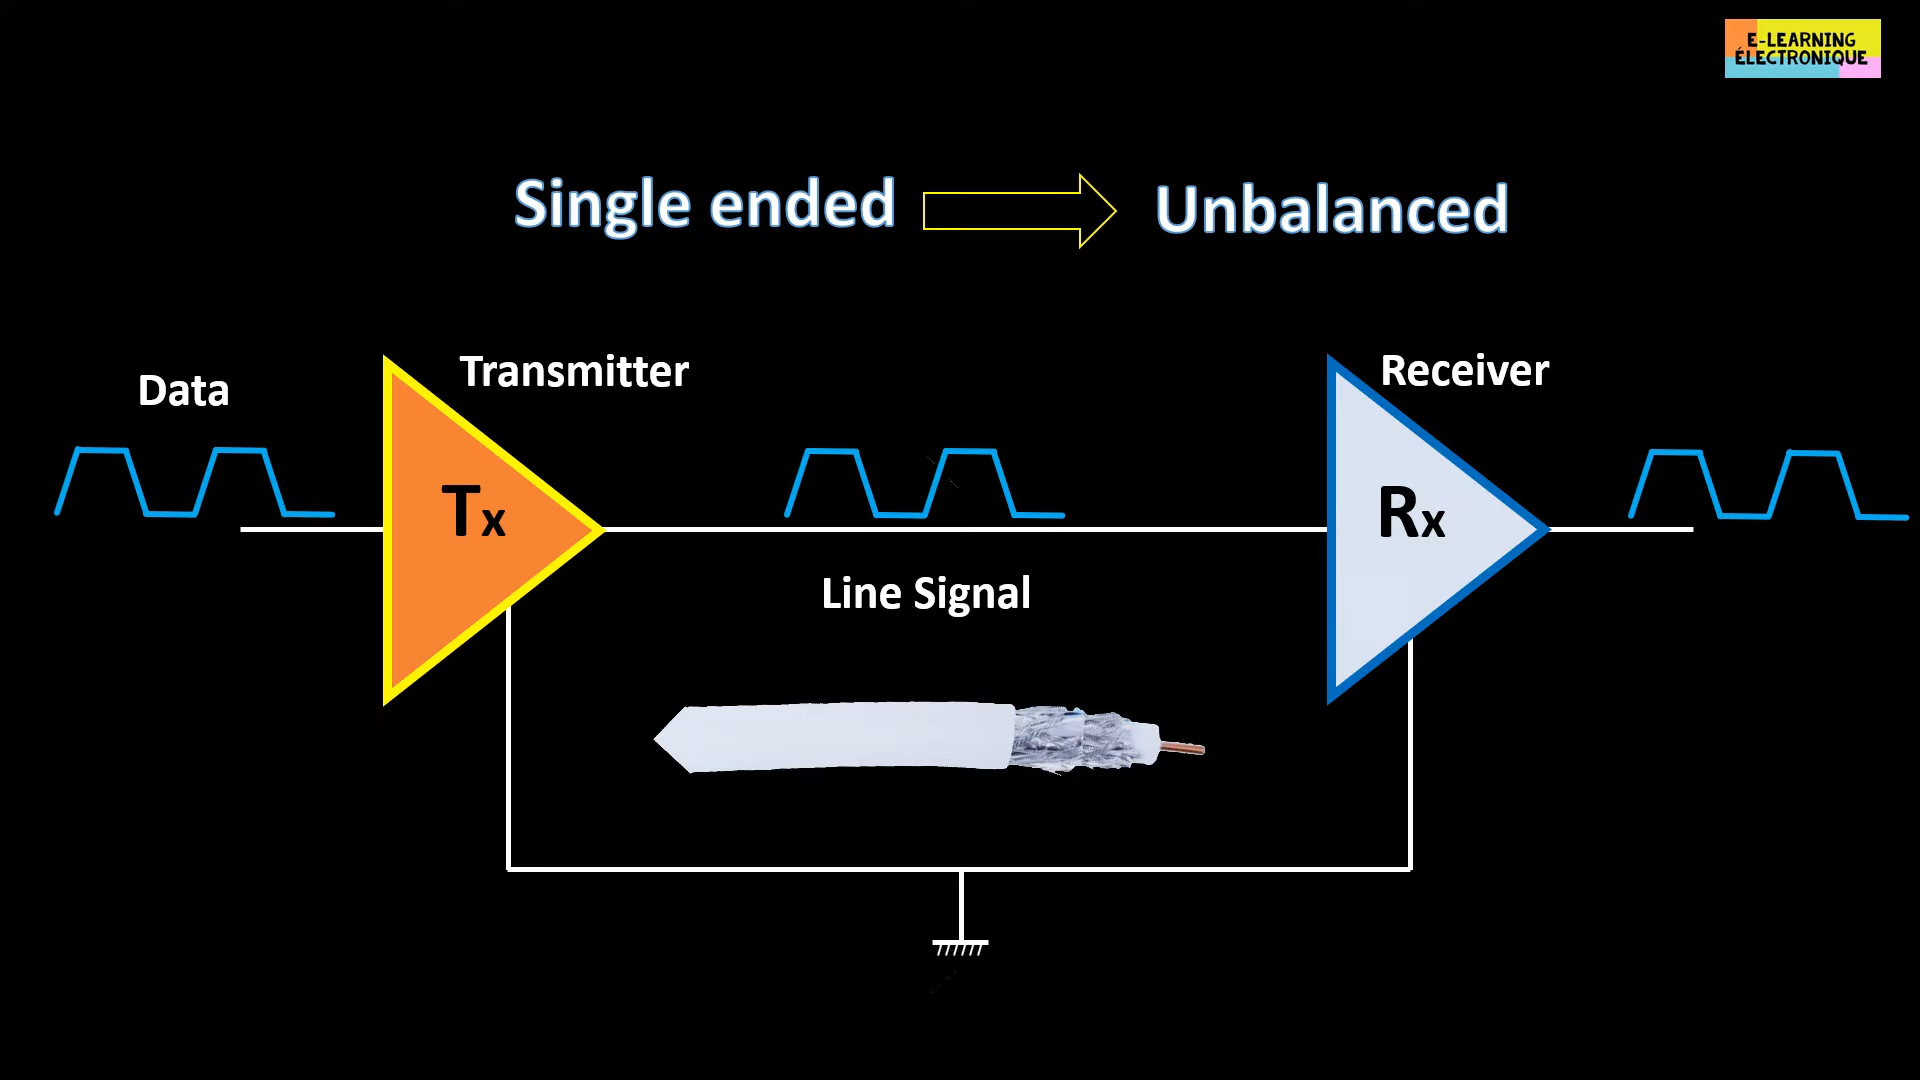 E-LEARNING
ÉLECTRONIQUE
Single ended
Unbalanced
Data
Transmitter
Receiver
Tx
Rx
Line Signal